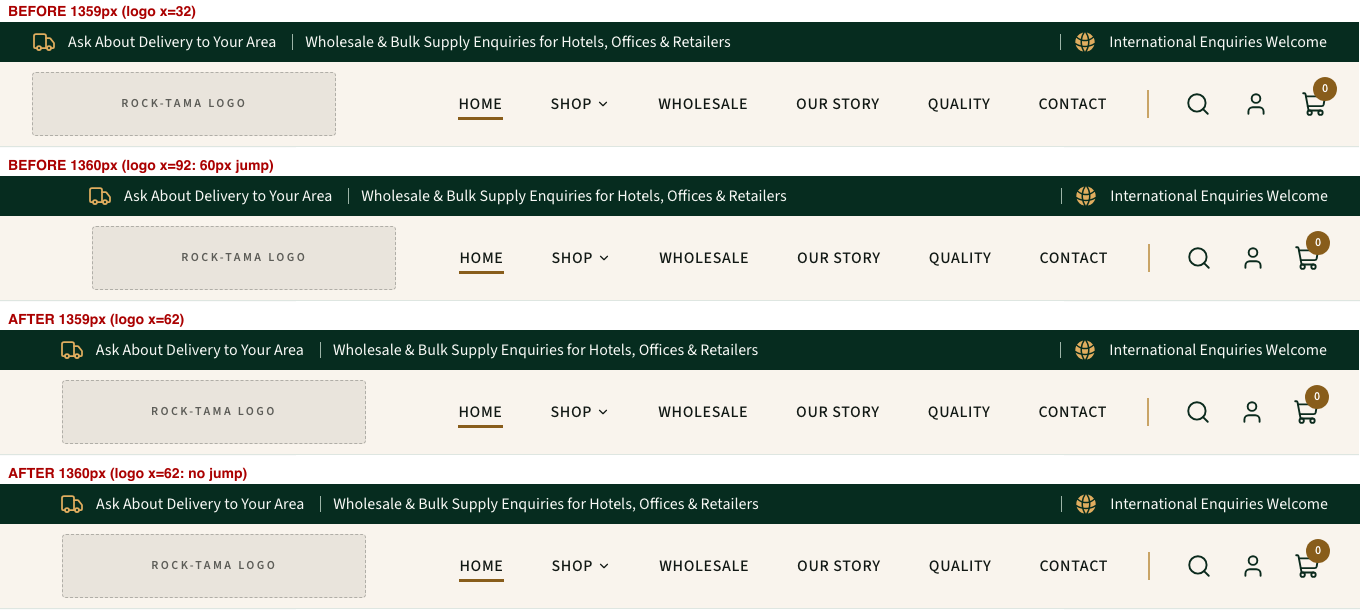 BEFORE 1359px (logo x=32)
Ask About Delivery to Your Area Wholesale & Bulk Supply Enquiries for Hotels, Offices & Retailers International Enquiries Welcome
ROCK-TAMA LOGO HOME SHOP WHOLESALE OUR STORY QUALITY CONTACT 0
BEFORE 1360px (logo x=92: 60px jump)
Ask About Delivery to Your Area Wholesale & Bulk Supply Enquiries for Hotels, Offices & Retailers International Enquiries Welcome
ROCK-TAMA LOGO HOME SHOP WHOLESALE OUR STORY QUALITY CONTACT 0
AFTER 1359px (logo x=62)
Ask About Delivery to Your Area Wholesale & Bulk Supply Enquiries for Hotels, Offices & Retailers International Enquiries Welcome
ROCK-TAMA LOGO HOME SHOP WHOLESALE OUR STORY QUALITY CONTACT 0
AFTER 1360px (logo x=62: no jump)
Ask About Delivery to Your Area Wholesale & Bulk Supply Enquiries for Hotels, Offices & Retailers International Enquiries Welcome
ROCK-TAMA LOGO HOME SHOP WHOLESALE OUR STORY QUALITY CONTACT 0